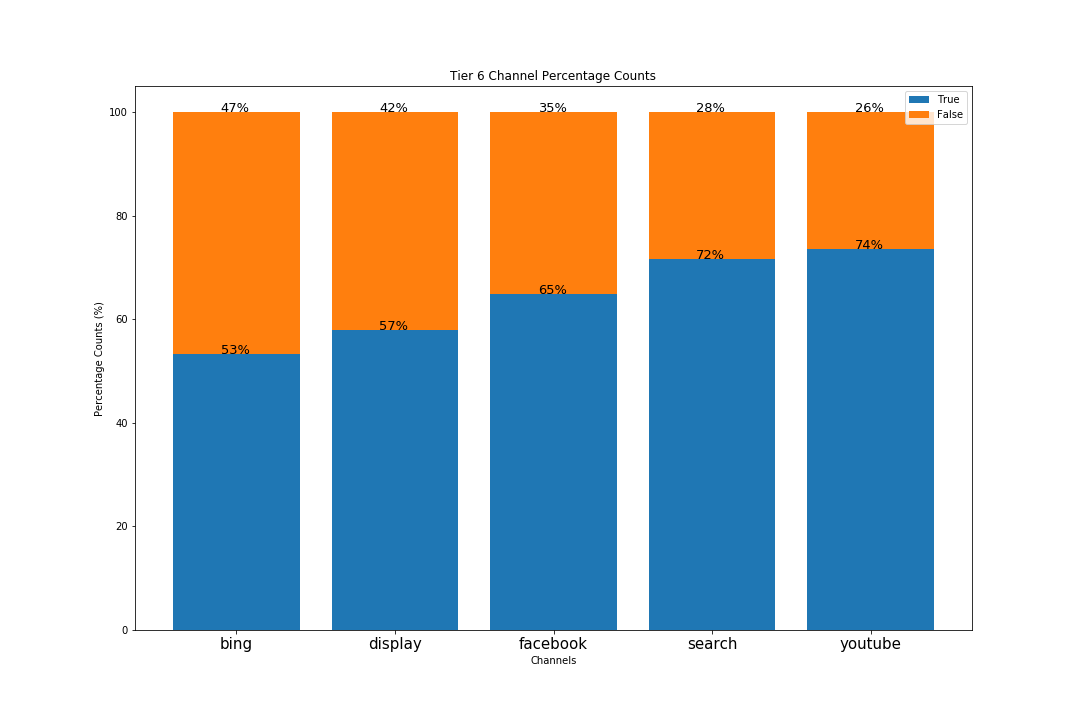 Tier 6 Channel Percentage Counts
True
False
47% 42% 35% 28% 26%
53% 57% 65% 72% 74%
100
80
60
40
20
0
Percentage Counts (%)
bing display facebook search youtube
Channels